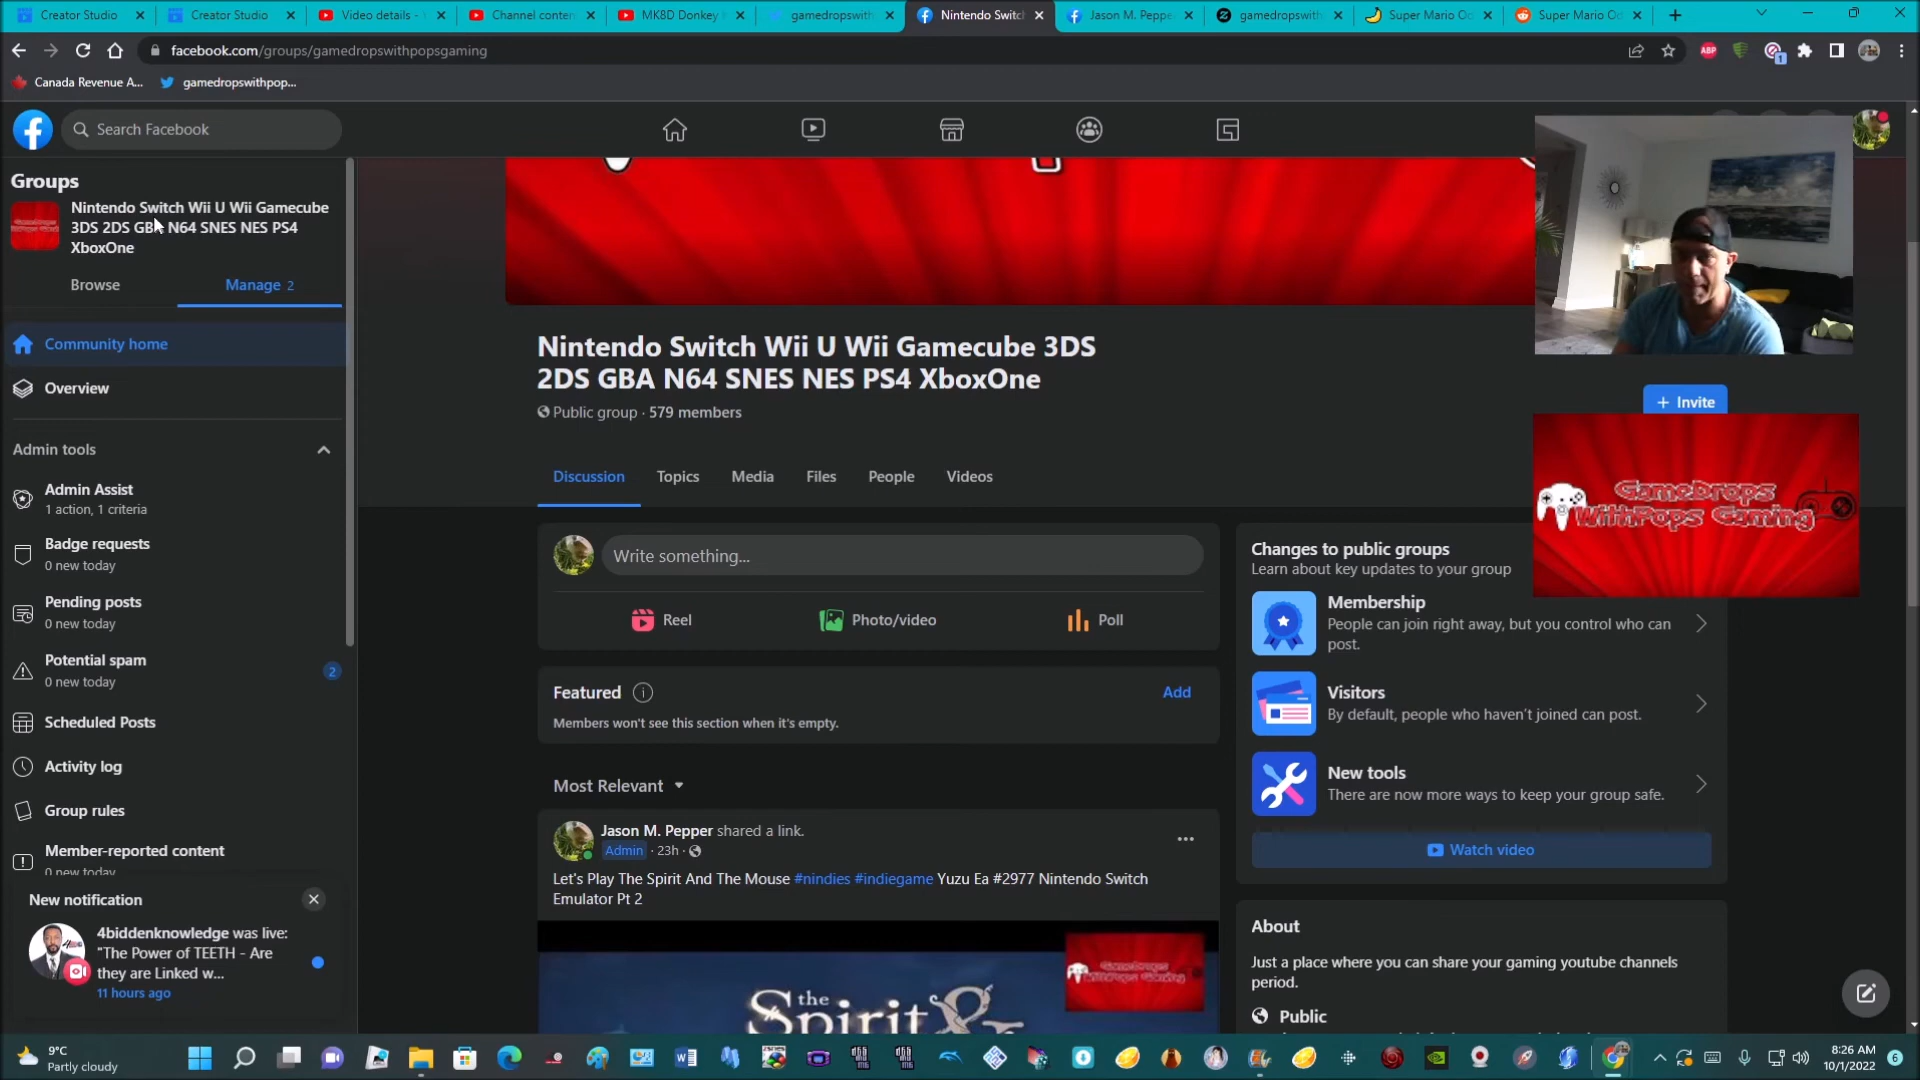 Creator Studio
Creator Studio
Video details -
Channel conten
MK8D Donkey
gamedropswith
Nintendo Switch
Jason M. Peppe
gamedropswith
Super Mario Od
Super Mario Od
facebook.com/groups/gamedropswithpopsgaming
ABP
1
Canada Revenue A...
gamedropswithpop...
Search Facebook
Groups
Nintendo Switch Wii U Wii Gamecube
3DS 2DS GBA N64 SNES NES PS4
XboxOne
Browse
Manage 2
Community home
Overview
Admin tools
Admin Assist
1 action, 1 criteria
Badge requests
0 new today
Pending posts
0 new today
Potential spam
0 new today
2
Scheduled Posts
Activity log
Group rules
Member-reported content
0 new today
New notification
4biddenknowledge was live:
"The Power of TEETH - Are
they are Linked w...
11 hours ago
Nintendo Switch Wii U Wii Gamecube 3DS
2DS GBA N64 SNES NES PS4 XboxOne
Public group · 579 members
+ Invite
Discussion
Topics
Media
Files
People
Videos
Write something...
Reel
Photo/video
Poll
Featured
Add
Members won't see this section when it's empty.
Most Relevant
Jason M. Pepper shared a link.
Admin · 23h ·
Let's Play The Spirit And The Mouse #nindies #indiegame Yuzu Ea #2977 Nintendo Switch
Emulator Pt 2
the
Spirit &
GameDrops
WithPops Gaming
GameDrops
WithPops Gaming
Changes to public groups
Learn about key updates to your group
Membership
People can join right away, but you control who can
post.
Visitors
By default, people who haven't joined can post.
New tools
There are now more ways to keep your group safe.
Watch video
About
Just a place where you can share your gaming youtube channels
period.
Public
9°C
Partly cloudy
8:26 AM
10/1/2022
6